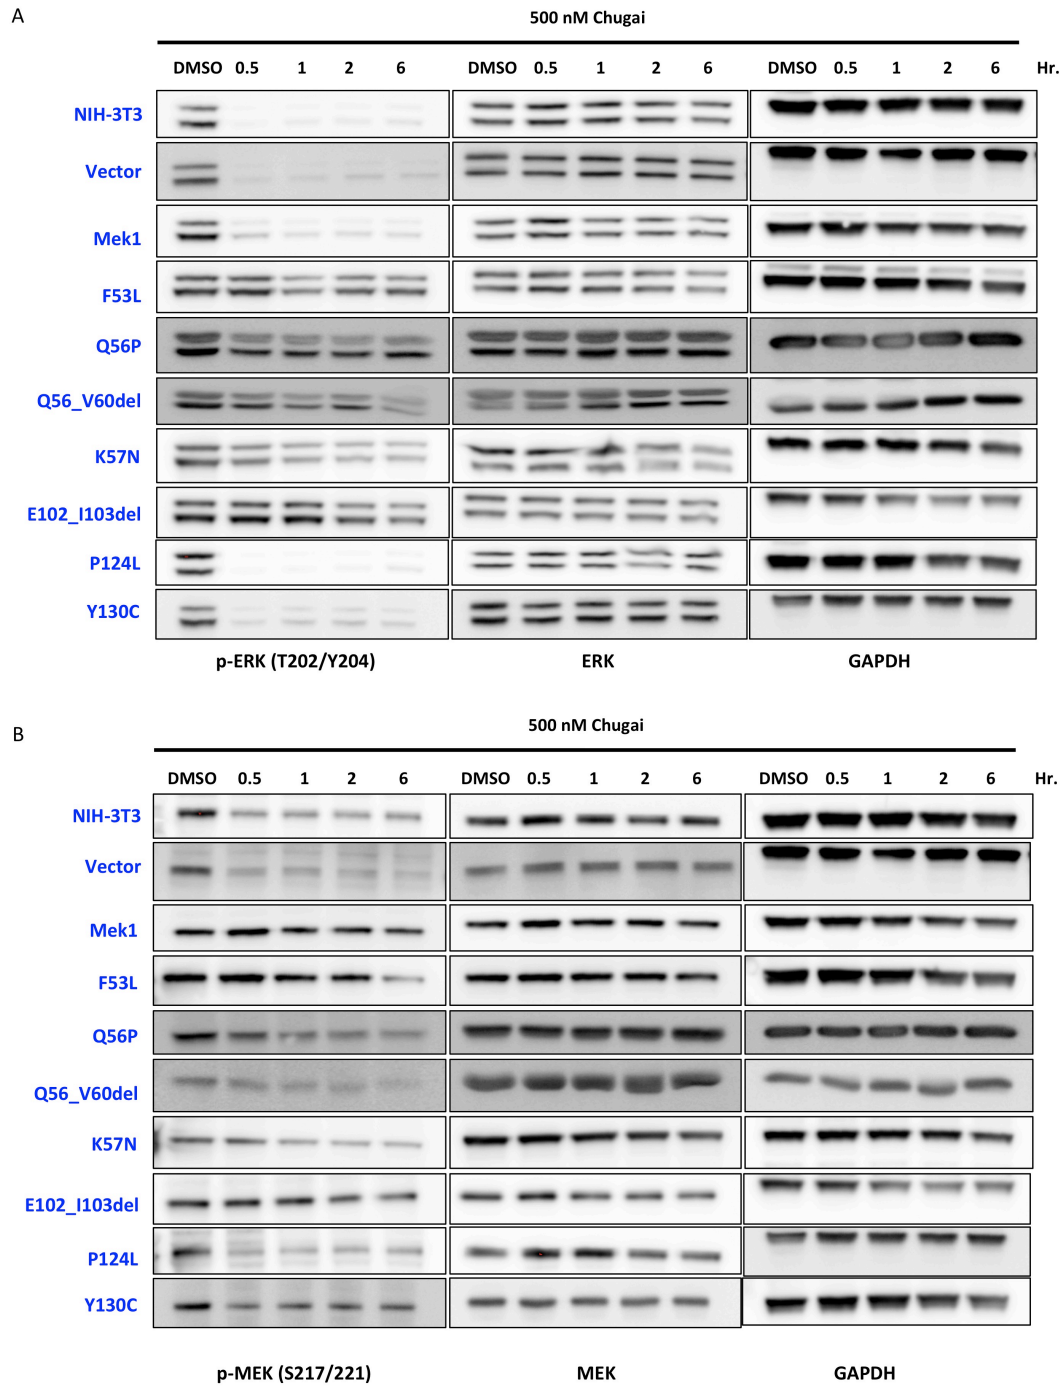 A
500 nM Chugai
DMSO 0.5 1 2 6 DMSO 0.5 1 2 6 DMSO 0.5 1 2 6 Hr.
NIH-3T3
Vector
Mek1
F53L
Q56P
Q56_V60del
K57N
E102_I103del
P124L
Y130C
p-ERK (T202/Y204) ERK GAPDH
B
500 nM Chugai
DMSO 0.5 1 2 6 DMSO 0.5 1 2 6 DMSO 0.5 1 2 6 Hr.
NIH-3T3
Vector
Mek1
F53L
Q56P
Q56_V60del
K57N
E102_I103del
P124L
Y130C
p-MEK (S217/221) MEK GAPDH